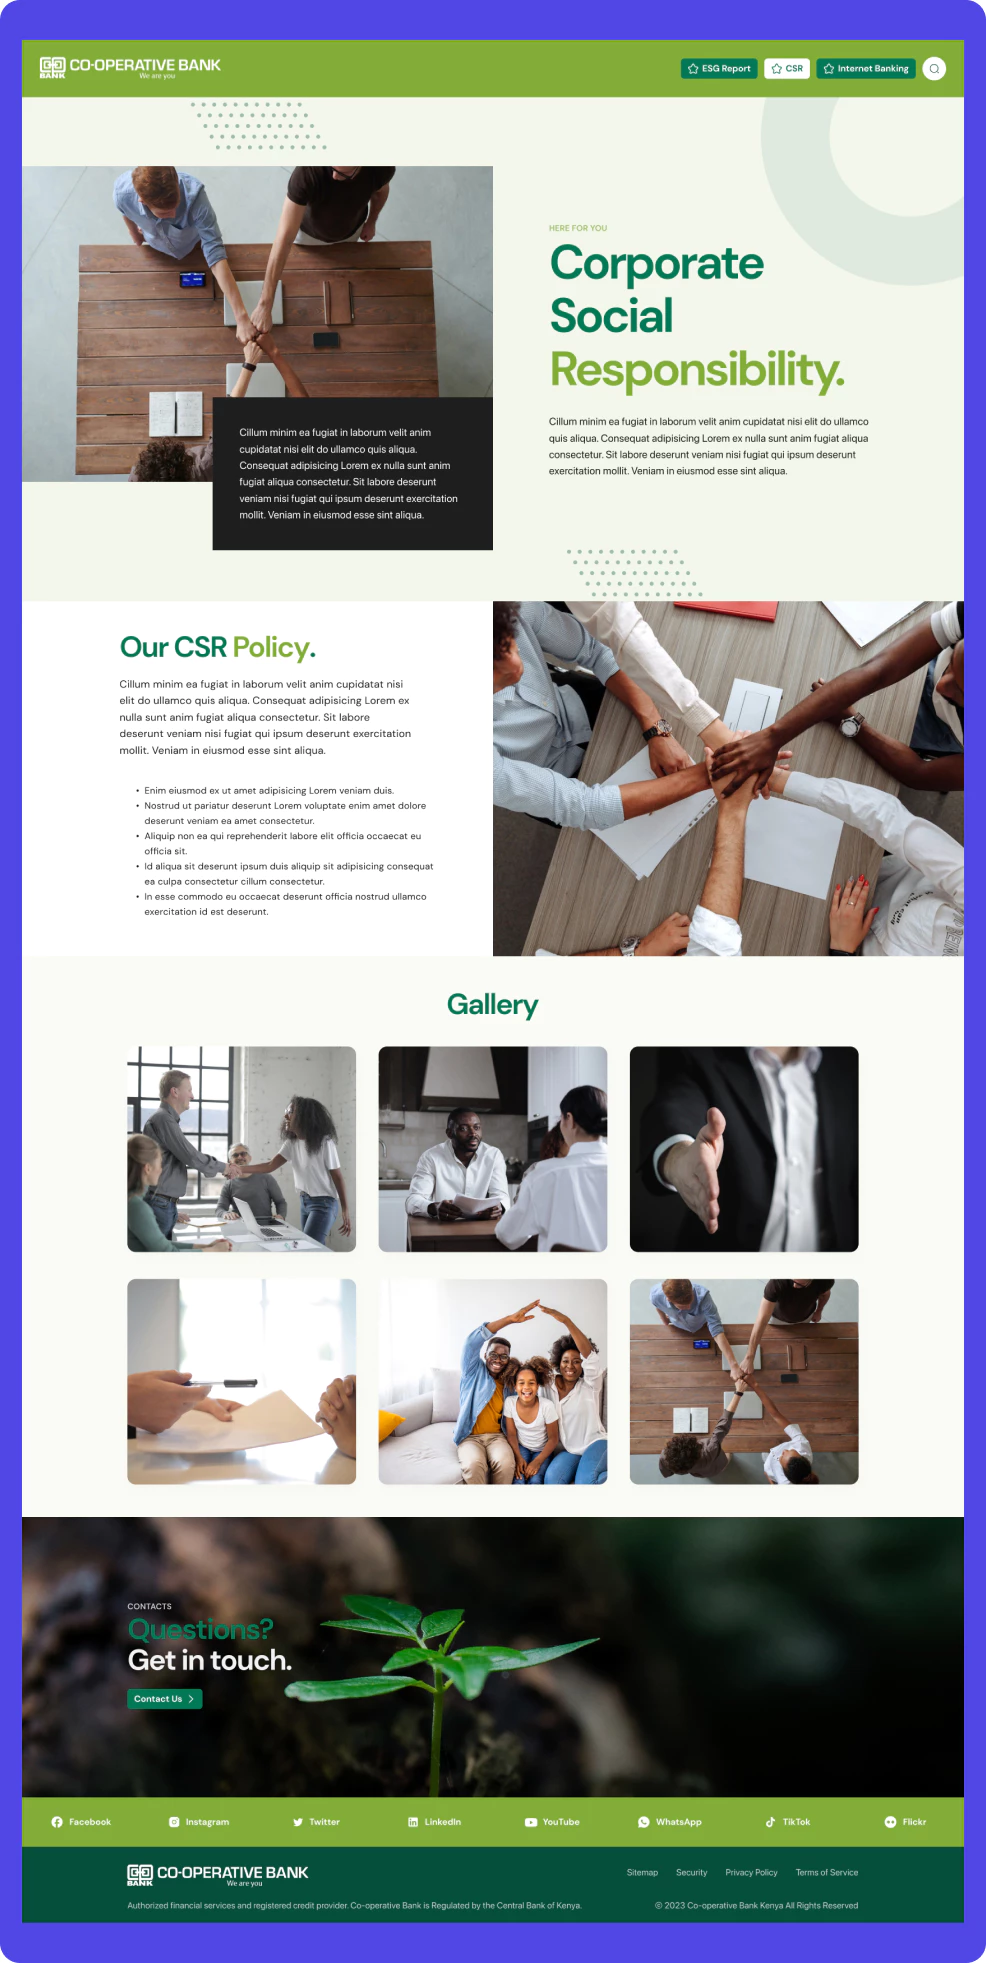 CO-OPERATIVE BANK
BANK
We are you
ESG Report
CSR
Internet Banking
HERE FOR YOU
Corporate
Social
Responsibility.
Cillum minim ea fugiat in laborum velit anim cupidatat nisi elit do ullamco
quis aliqua. Consequat adipisicing Lorem ex nulla sunt anim fugiat aliqua
consectetur. Sit labore deserunt veniam nisi fugiat qui ipsum deserunt
exercitation mollit. Veniam in eiusmod esse sint aliqua.
Cillum minim ea fugiat in laborum velit anim
cupidatat nisi elit do ullamco quis aliqua.
Consequat adipisicing Lorem ex nulla sunt anim
fugiat aliqua consectetur. Sit labore deserunt
veniam nisi fugiat qui ipsum deserunt exercitation
mollit. Veniam in eiusmod esse sint aliqua.
Our CSR Policy.
Cillum minim ea fugiat in laborum velit anim cupidatat nisi
elit do ullamco quis aliqua. Consequat adipisicing Lorem ex
nulla sunt anim fugiat aliqua consectetur. Sit labore
deserunt veniam nisi fugiat qui ipsum deserunt exercitation
mollit. Veniam in eiusmod esse sint aliqua.
• Enim eiusmod ex ut amet adipisicing Lorem veniam duis.
• Nostrud ut pariatur deserunt Lorem voluptate enim amet dolore
deserunt veniam ea amet consectetur.
• Aliquip non ea qui reprehenderit labore elit officia occaecat eu
officia sit.
• Id aliqua sit deserunt ipsum duis aliquip sit adipisicing consequat
ea culpa consectetur cillum consectetur.
• In esse commodo eu occaecat deserunt officia nostrud ullamco
exercitation id est deserunt.
Gallery
CONTACTS
Questions?
Get in touch.
Contact Us
Facebook
Instagram
Twitter
LinkedIn
YouTube
WhatsApp
TikTok
Flickr
CO-OPERATIVE BANK
BANK
We are you
Sitemap
Security
Privacy Policy
Terms of Service
Authorized financial services and registered credit provider. Co-operative Bank is Regulated by the Central Bank of Kenya.
© 2023 Co-operative Bank Kenya All Rights Reserved